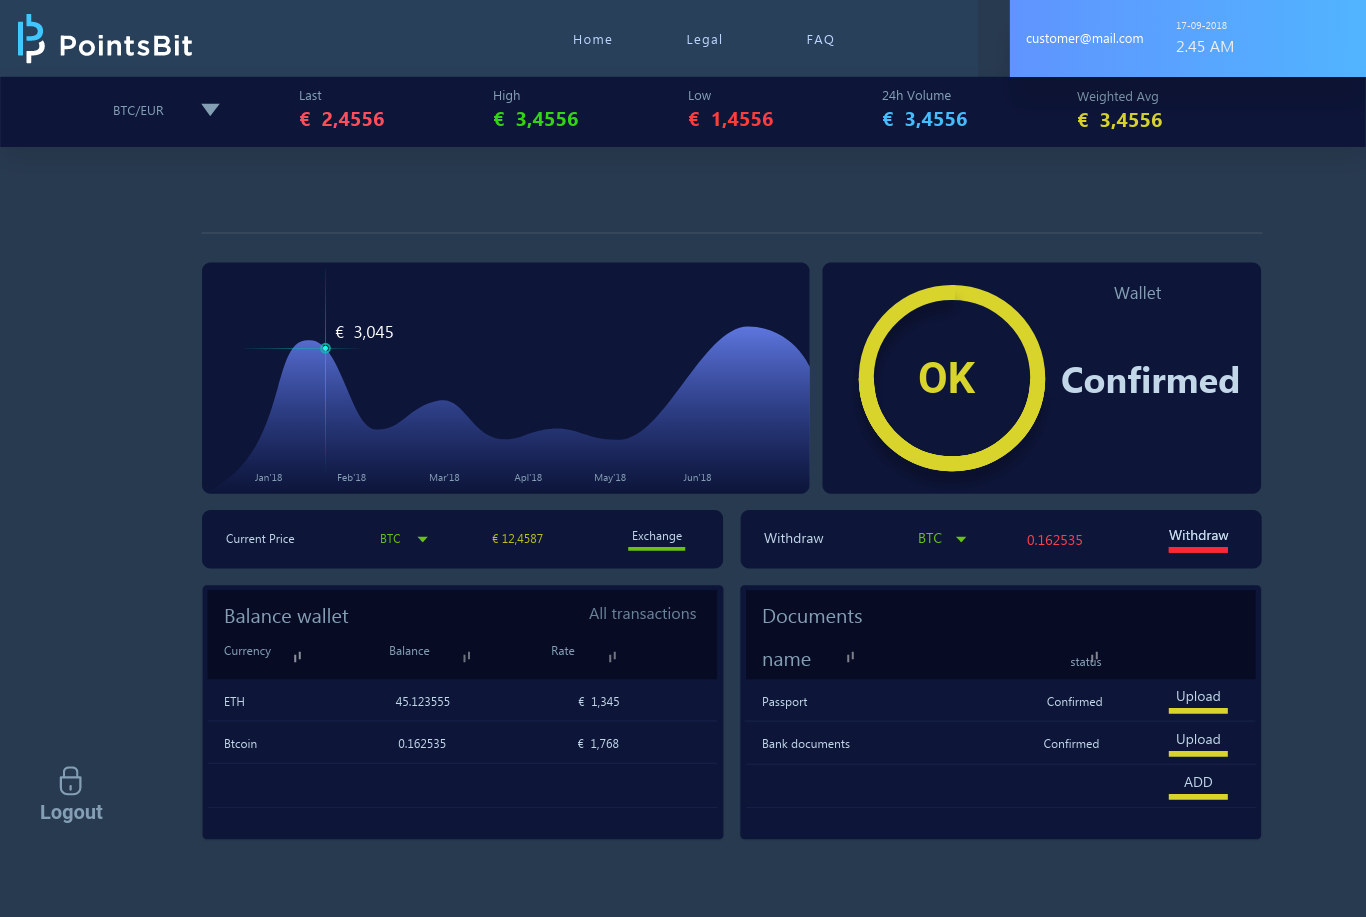 PointsBit
Home Legal FAQ
customer@mail.com
17-09-2018
2.45 AM
BTC/EUR
Last
€ 2,4556
High
€ 3,4556
Low
€ 1,4556
24h Volume
€ 3,4556
Weighted Avg
€ 3,4556
€ 3,045
Jan'18 Feb'18 Mar'18 Apl'18 May'18 Jun'18
Wallet
OK
Confirmed
Current Price BTC € 12,4587 Exchange
Withdraw BTC 0.162535 Withdraw
Balance wallet All transactions
Currency Balance Rate
ETH 45.123555 € 1,345
Btcoin 0.162535 € 1,768
Documents
name status
Passport Confirmed Upload
Bank documents Confirmed Upload
ADD
Logout